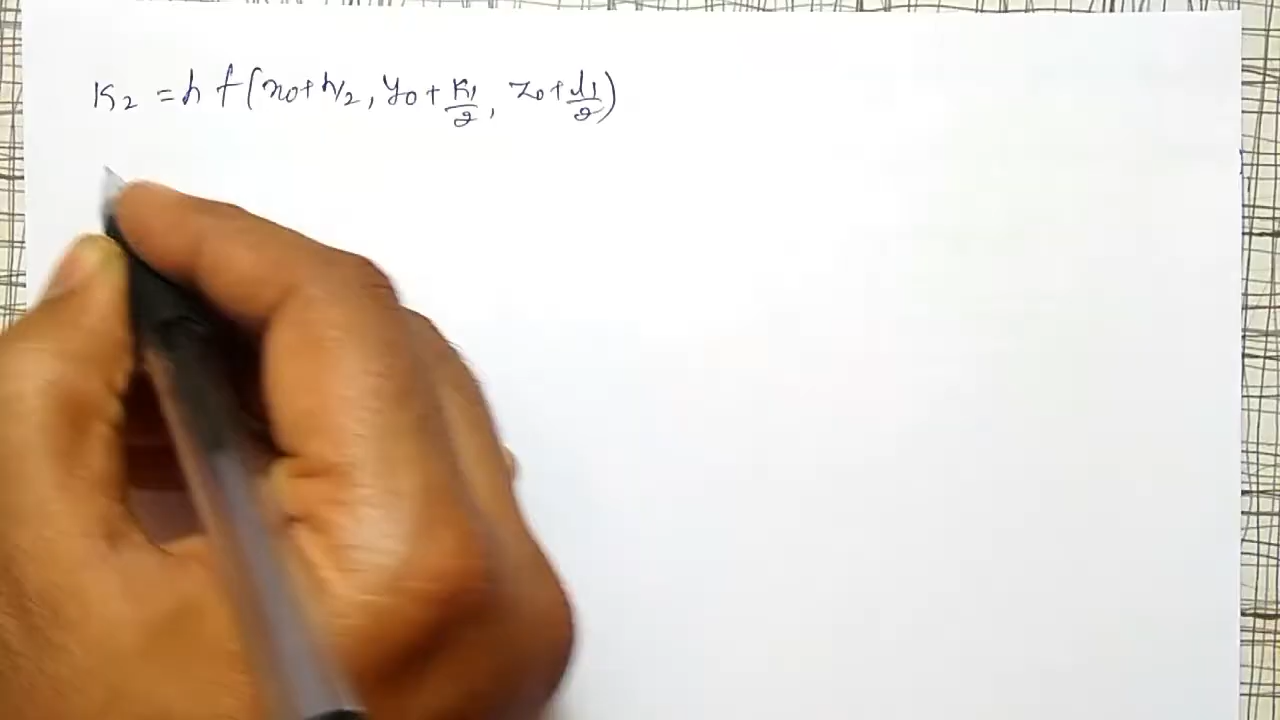 K₂ = h f(x₀+h/2, y₀+K₁/2, z₀+l₁/2)